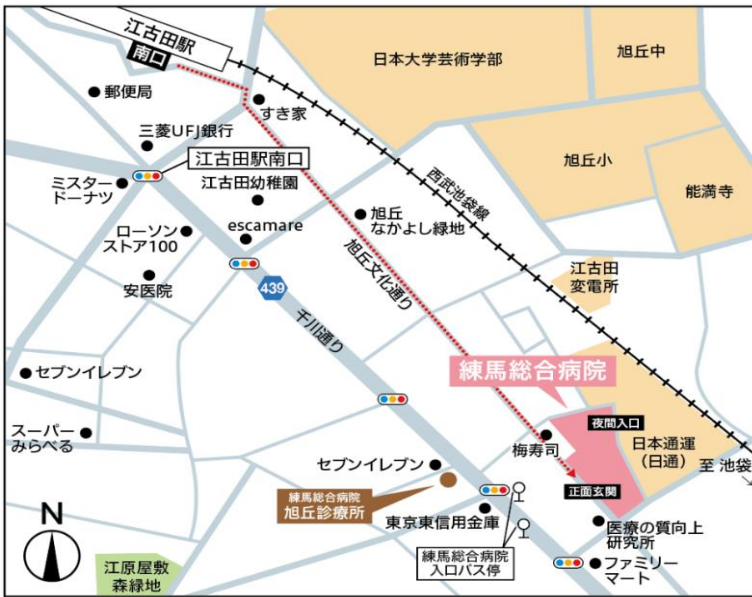 江古田駅
南口
日本大学芸術学部
旭丘中
郵便局
すき家
三菱UFJ銀行
江古田駅南口
旭丘小
ミスター
ドーナツ
江古田幼稚園
西武池袋線
能満寺
ローソン
ストア100
escamare
旭丘
なかよし緑地
旭丘文化通り
江古田
変電所
安医院
439
千川通り
セブンイレブン
練馬総合病院
スーパー
みらべる
夜間入口
梅寿司
日本通運
(日通)
至 池袋
セブンイレブン
練馬総合病院
旭丘診療所
正面玄関
東京東信用金庫
医療の質向上
研究所
N
練馬総合病院
入口バス停
ファミリー
マート
江原屋敷
森緑地